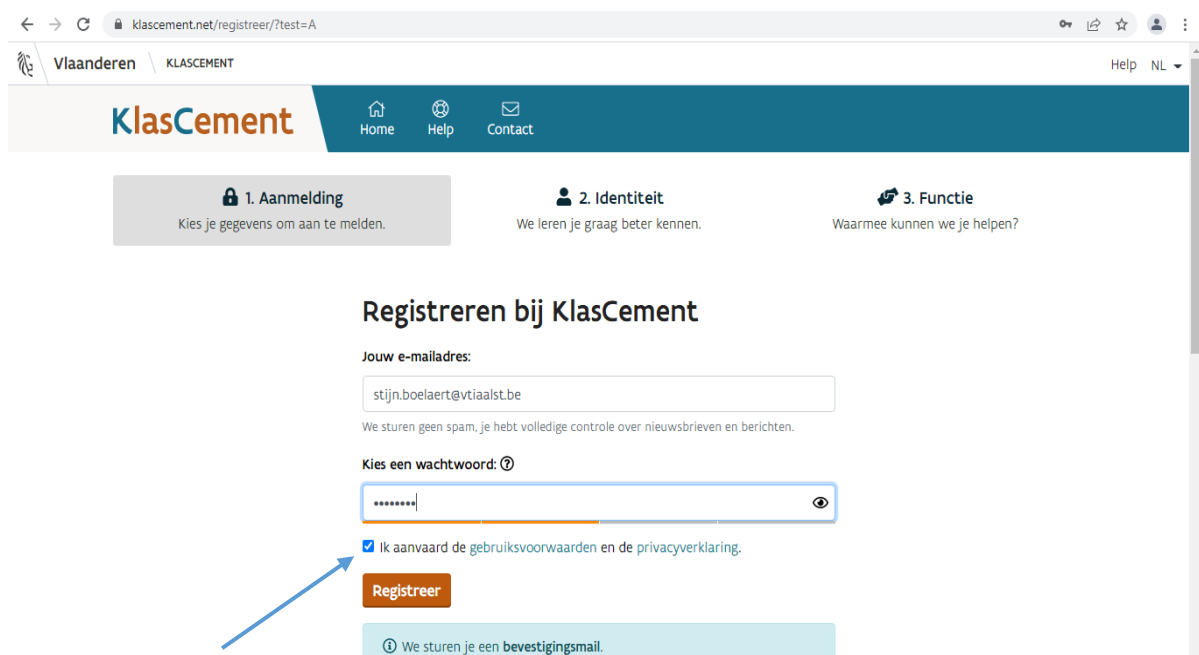 klascement.net/registreer/?test=A
Vlaanderen KLASCEMENT Help NL
KlasCement Home Help Contact
1. Aanmelding 2. Identiteit 3. Functie
Kies je gegevens om aan te melden. We leren je graag beter kennen. Waarmee kunnen we je helpen?
Registreren bij KlasCement
Jouw e-mailadres:
stijn.boelaert@vtiaalst.be
We sturen geen spam, je hebt volledige controle over nieuwsbrieven en berichten.
Kies een wachtwoord:
••••••••
Ik aanvaard de gebruiksvoorwaarden en de privacyverklaring.
Registreer
We sturen je een bevestigingsmail.